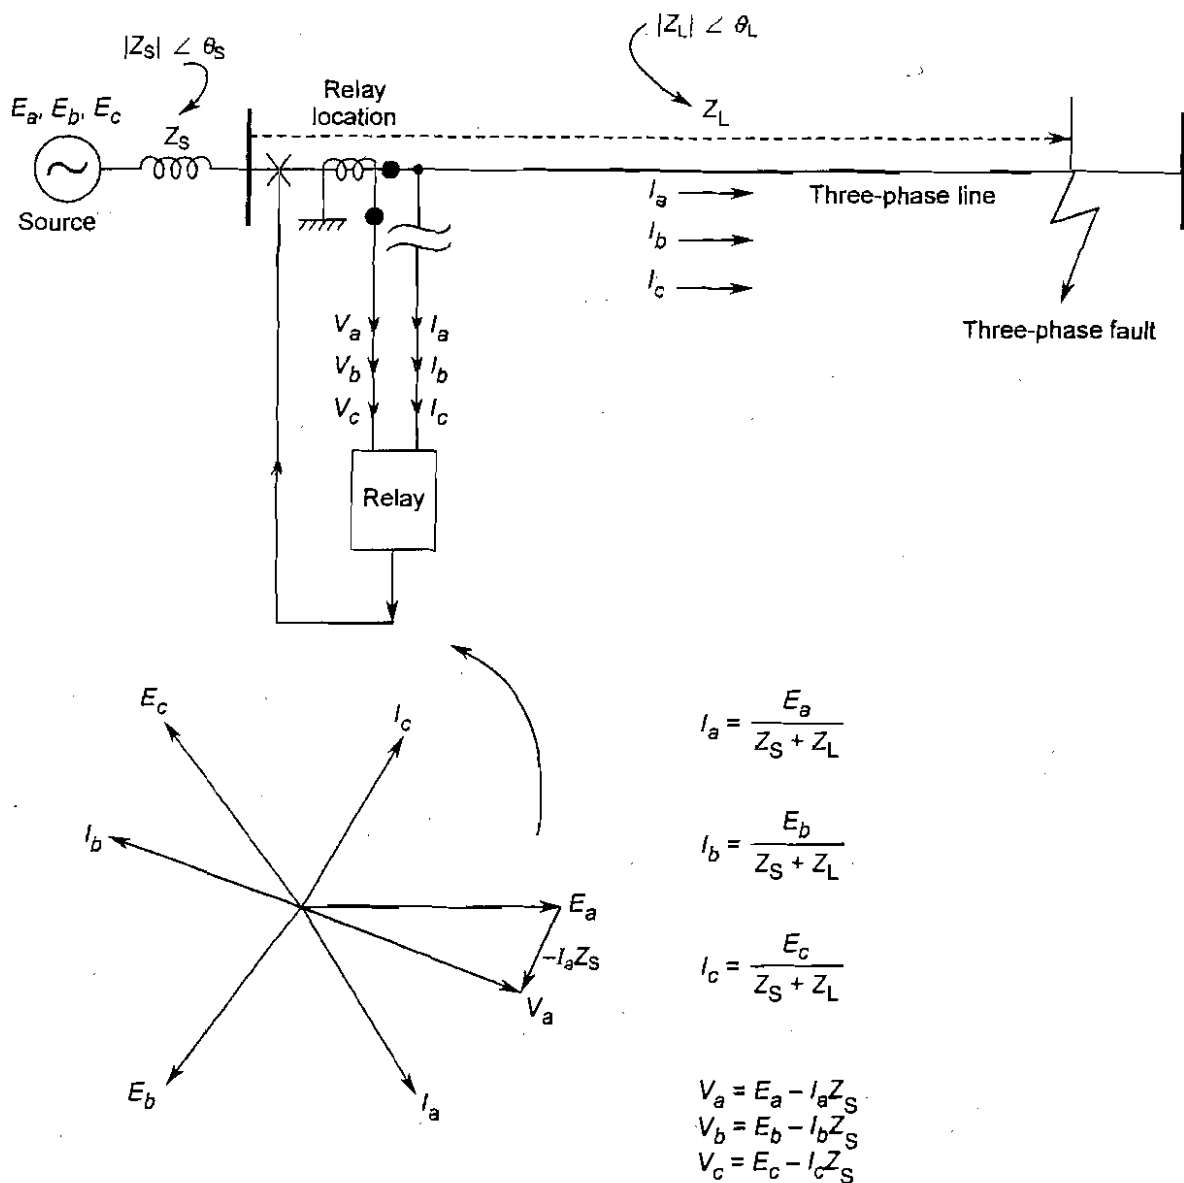 |Z_S| ∠ θ_S
|Z_L| ∠ θ_L
E_a, E_b, E_c
Relay
location
Z_S
Z_L
Source
I_a
Three-phase line
I_b
I_c
Three-phase fault
V_a
I_a
V_b
I_b
V_c
I_c
Relay
E_c
I_c
I_b
E_a
–I_aZ_S
V_a
E_b
I_a
I_a = E_a / (Z_S + Z_L)
I_b = E_b / (Z_S + Z_L)
I_c = E_c / (Z_S + Z_L)
V_a = E_a – I_aZ_S
V_b = E_b – I_bZ_S
V_c = E_c – I_cZ_S